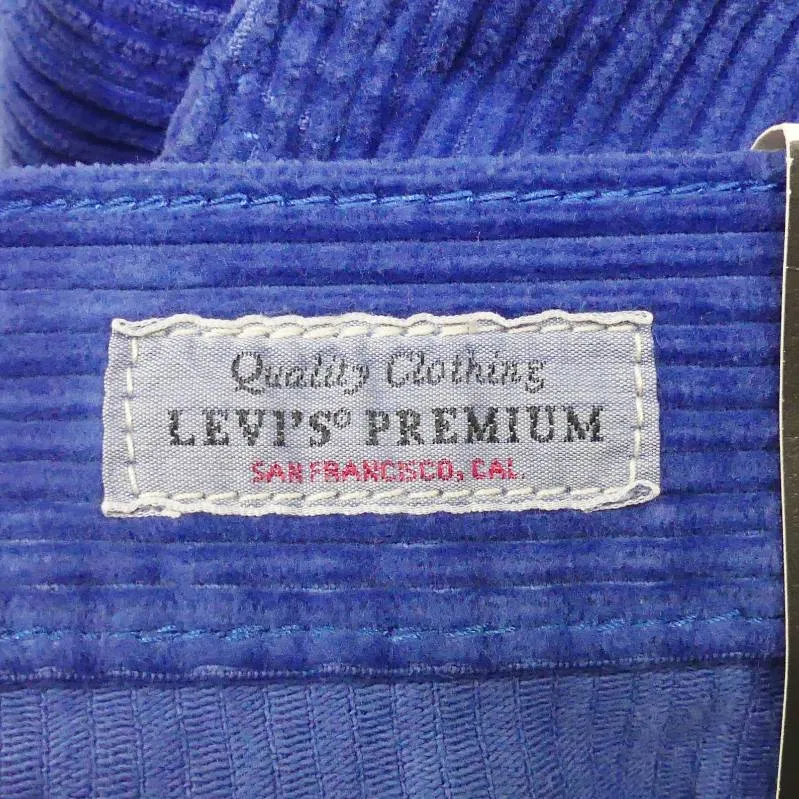 Quality Clothing
LEVI'S® PREMIUM
SAN FRANCISCO, CAL.